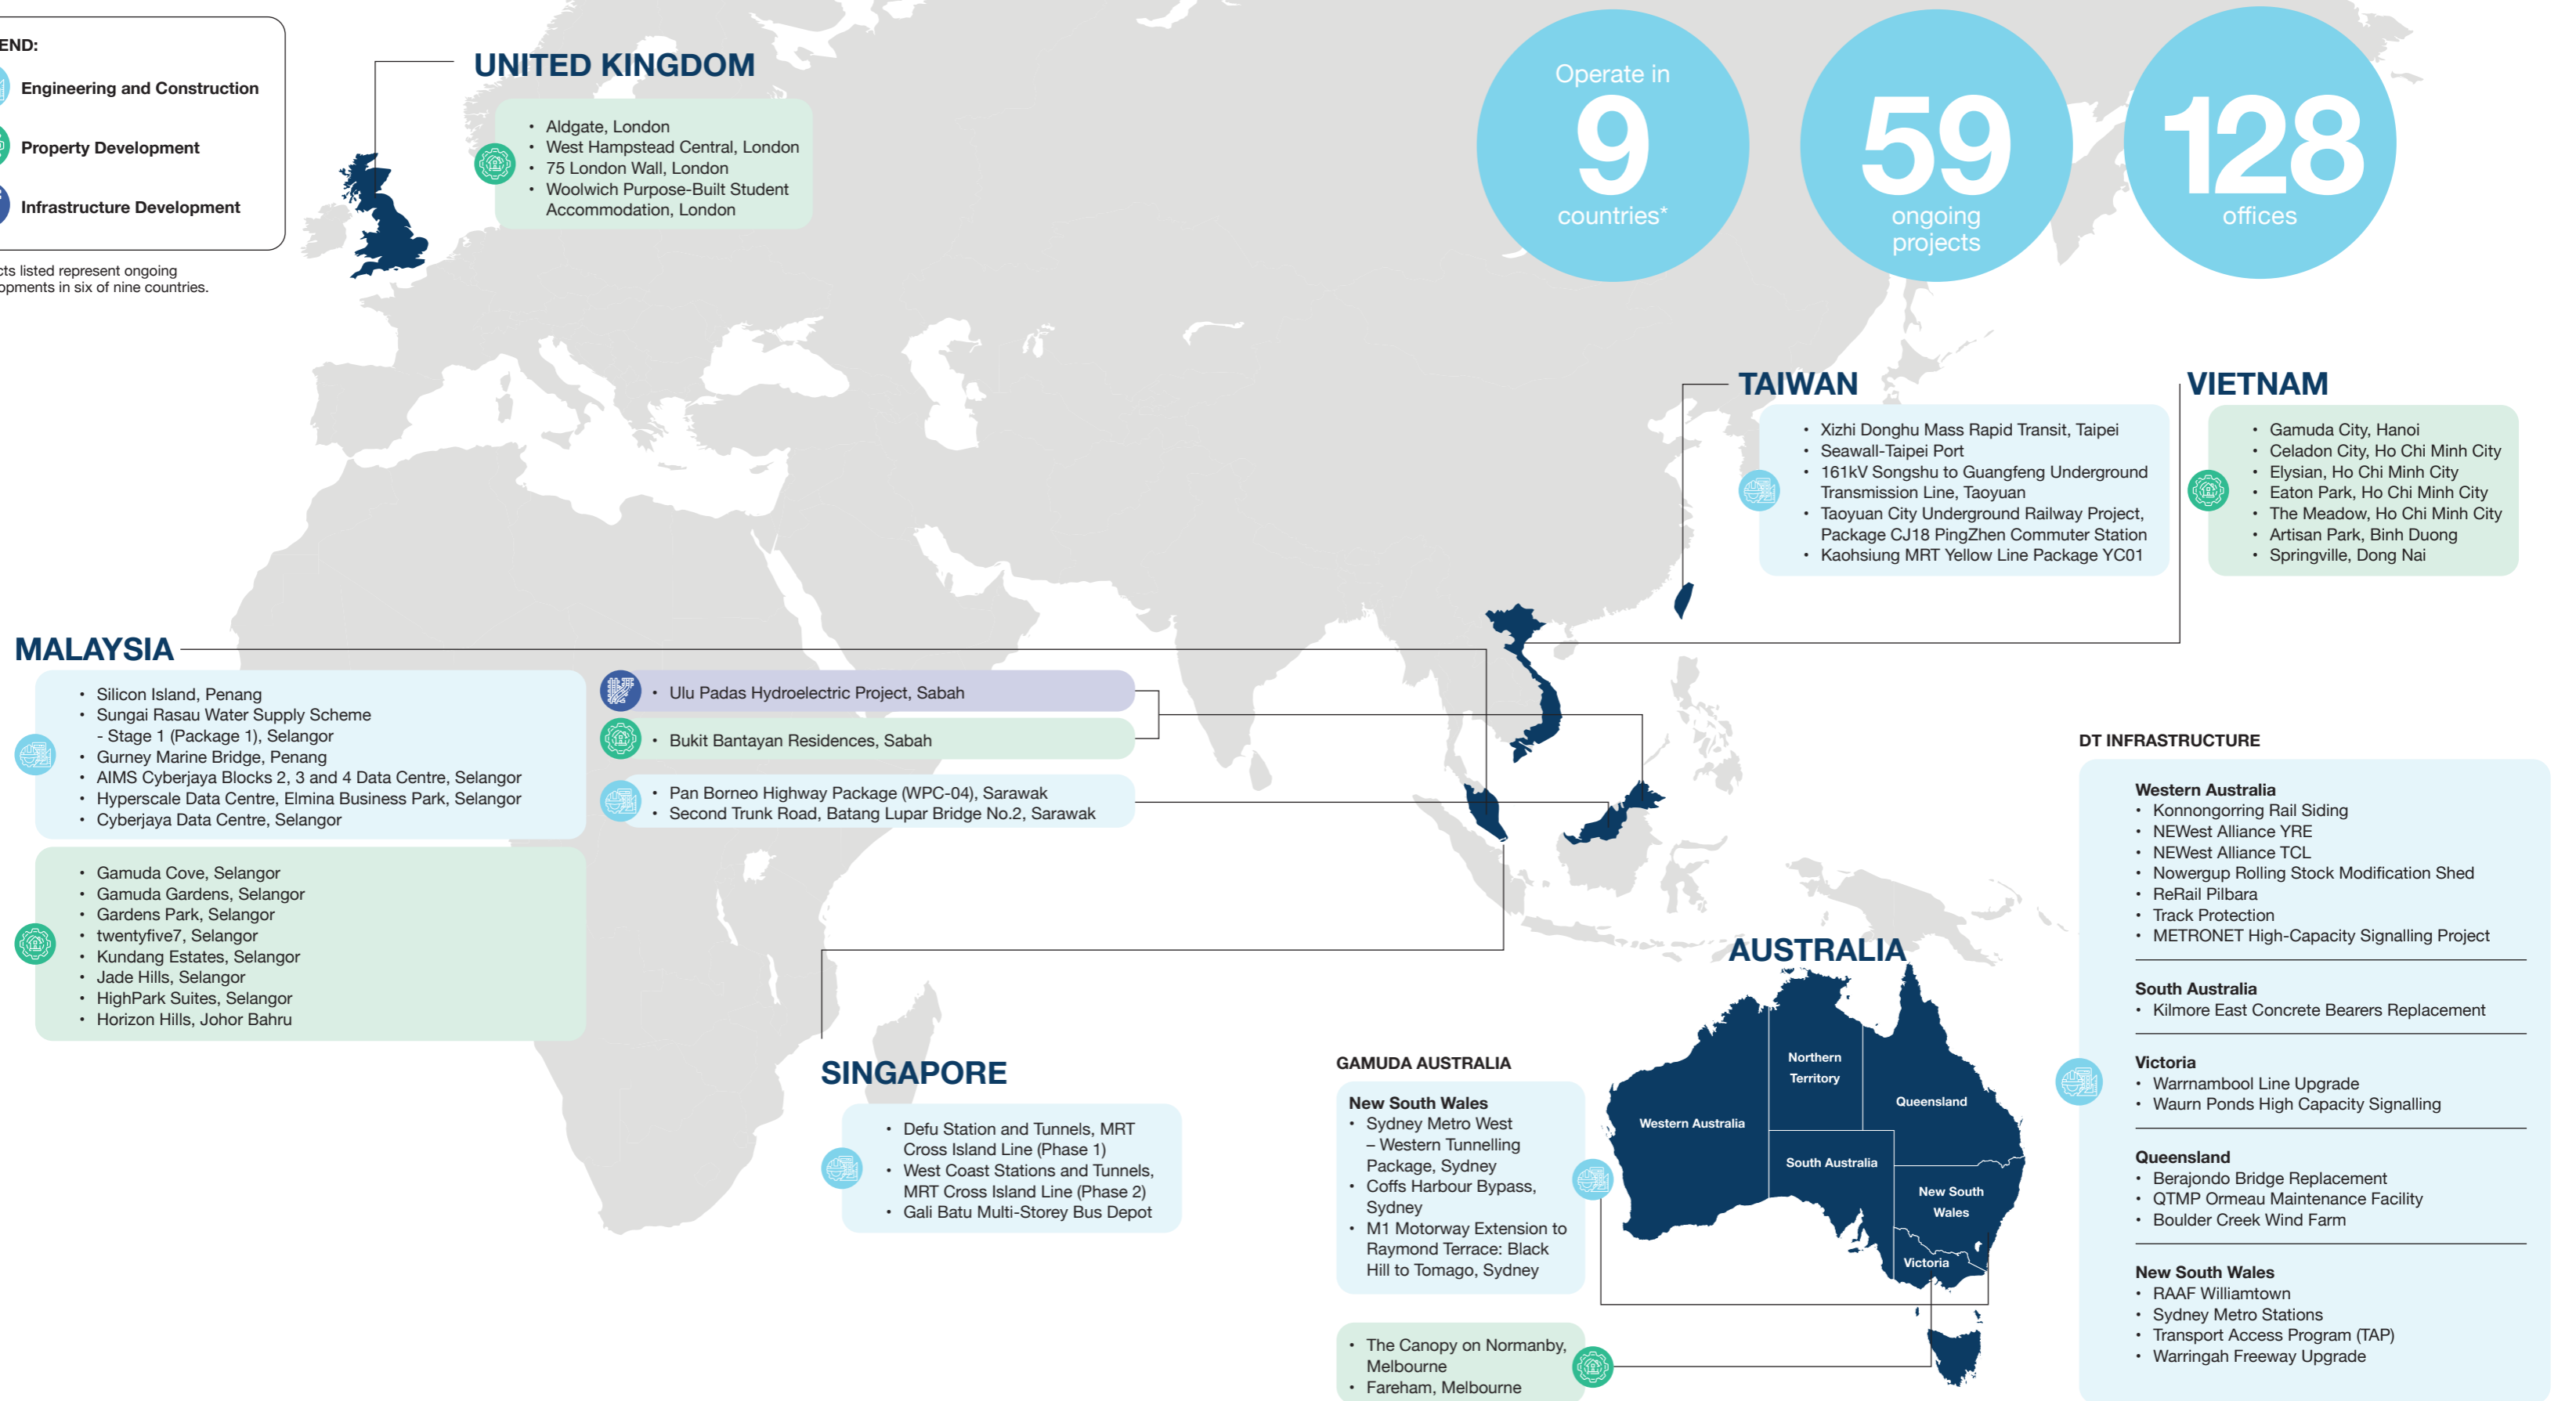 END:
Engineering and Construction
Property Development
Infrastructure Development
cts listed represent ongoing
opments in six of nine countries.
UNITED KINGDOM
• Aldgate, London
• West Hampstead Central, London
• 75 London Wall, London
• Woolwich Purpose-Built Student
Accommodation, London
Operate in
9
countries*
59
ongoing
projects
128
offices
TAIWAN
• Xizhi Donghu Mass Rapid Transit, Taipei
• Seawall-Taipei Port
• 161kV Songshu to Guangfeng Underground
Transmission Line, Taoyuan
• Taoyuan City Underground Railway Project,
Package CJ18 PingZhen Commuter Station
• Kaohsiung MRT Yellow Line Package YC01
VIETNAM
• Gamuda City, Hanoi
• Celadon City, Ho Chi Minh City
• Elysian, Ho Chi Minh City
• Eaton Park, Ho Chi Minh City
• The Meadow, Ho Chi Minh City
• Artisan Park, Binh Duong
• Springville, Dong Nai
MALAYSIA
• Silicon Island, Penang
• Sungai Rasau Water Supply Scheme
- Stage 1 (Package 1), Selangor
• Gurney Marine Bridge, Penang
• AIMS Cyberjaya Blocks 2, 3 and 4 Data Centre, Selangor
• Hyperscale Data Centre, Elmina Business Park, Selangor
• Cyberjaya Data Centre, Selangor
• Gamuda Cove, Selangor
• Gamuda Gardens, Selangor
• Gardens Park, Selangor
• twentyfive7, Selangor
• Kundang Estates, Selangor
• Jade Hills, Selangor
• HighPark Suites, Selangor
• Horizon Hills, Johor Bahru
• Ulu Padas Hydroelectric Project, Sabah
• Bukit Bantayan Residences, Sabah
• Pan Borneo Highway Package (WPC-04), Sarawak
• Second Trunk Road, Batang Lupar Bridge No.2, Sarawak
SINGAPORE
• Defu Station and Tunnels, MRT
Cross Island Line (Phase 1)
• West Coast Stations and Tunnels,
MRT Cross Island Line (Phase 2)
• Gali Batu Multi-Storey Bus Depot
AUSTRALIA
Western Australia
Northern
Territory
Queensland
South Australia
New South
Wales
Victoria
GAMUDA AUSTRALIA
New South Wales
• Sydney Metro West
– Western Tunnelling
Package, Sydney
• Coffs Harbour Bypass,
Sydney
• M1 Motorway Extension to
Raymond Terrace: Black
Hill to Tomago, Sydney
• The Canopy on Normanby,
Melbourne
• Fareham, Melbourne
DT INFRASTRUCTURE
Western Australia
• Konnongorring Rail Siding
• NEWest Alliance YRE
• NEWest Alliance TCL
• Nowergup Rolling Stock Modification Shed
• ReRail Pilbara
• Track Protection
• METRONET High-Capacity Signalling Project
South Australia
• Kilmore East Concrete Bearers Replacement
Victoria
• Warrnambool Line Upgrade
• Waurn Ponds High Capacity Signalling
Queensland
• Berajondo Bridge Replacement
• QTMP Ormeau Maintenance Facility
• Boulder Creek Wind Farm
New South Wales
• RAAF Williamtown
• Sydney Metro Stations
• Transport Access Program (TAP)
• Warringah Freeway Upgrade